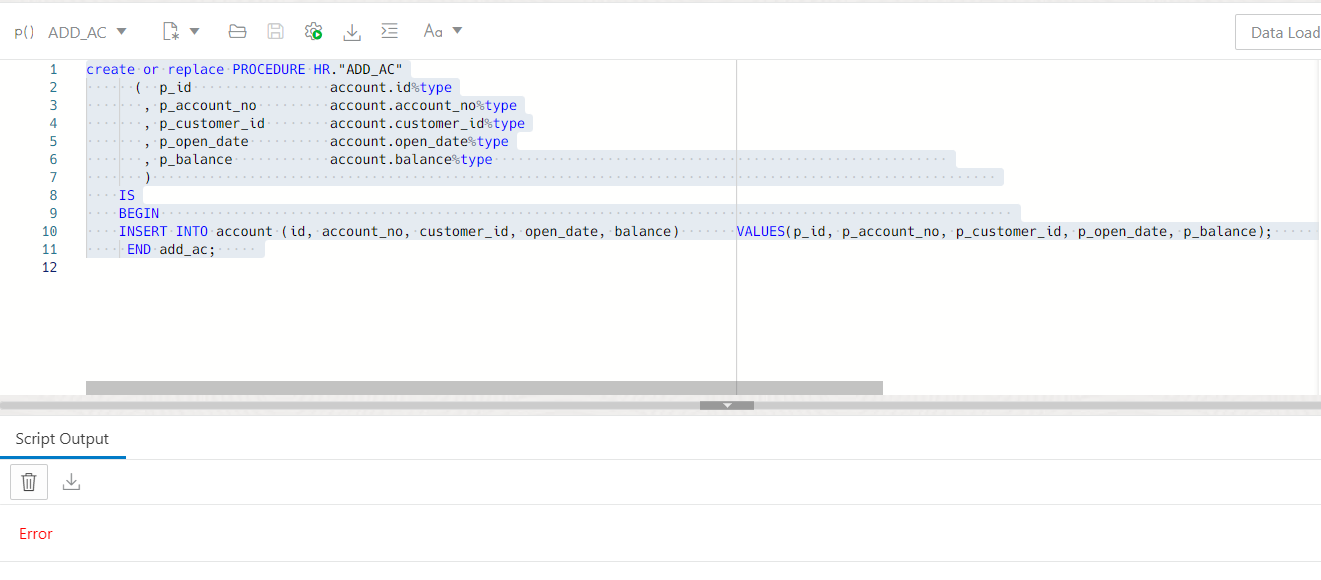 p() ADD_AC Aa Data Load
1 create or replace PROCEDURE HR."ADD_AC"
2 ( p_id account.id%type
3 , p_account_no account.account_no%type
4 , p_customer_id account.customer_id%type
5 , p_open_date account.open_date%type
6 , p_balance account.balance%type
7 )
8 IS
9 BEGIN
10 INSERT INTO account (id, account_no, customer_id, open_date, balance) VALUES(p_id, p_account_no, p_customer_id, p_open_date, p_balance);
11 END add_ac;
12
Script Output
Error